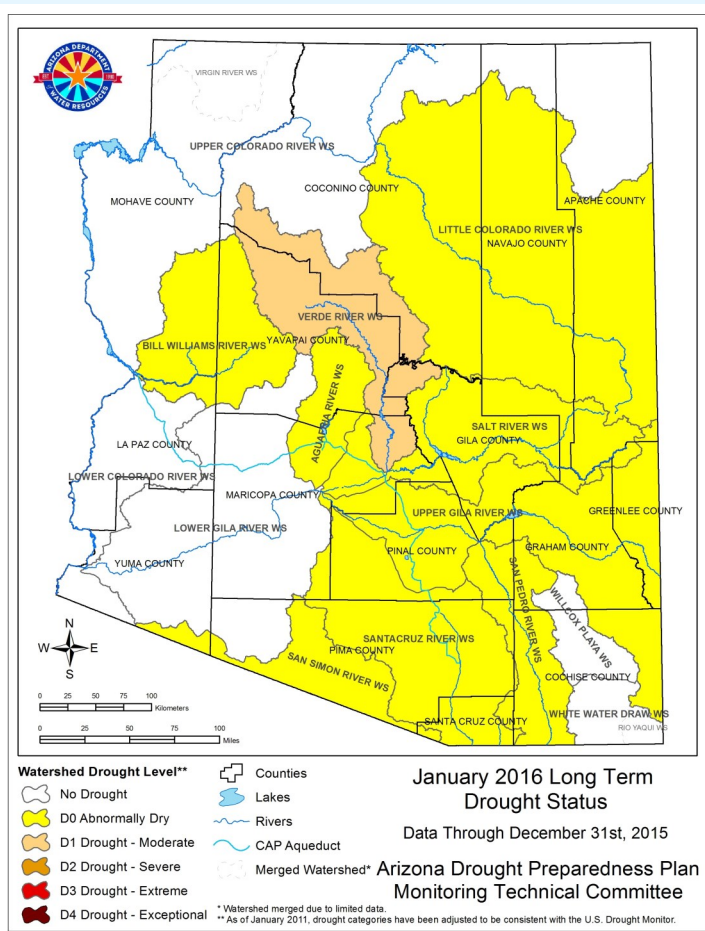 ARIZONA DEPARTMENT
OF WATER RESOURCES
EST
1980
VIRGIN RIVER WS
UPPER COLORADO RIVER WS
COCONINO COUNTY
MOHAVE COUNTY
APACHE COUNTY
LITTLE COLORADO RIVER WS
NAVAJO COUNTY
VERDE RIVER WS
YAVAPAI COUNTY
BILL WILLIAMS RIVER WS
AGUA FRIA RIVER WS
SALT RIVER WS
GILA COUNTY
LA PAZ COUNTY
LOWER COLORADO RIVER WS
MARICOPA COUNTY
LOWER GILA RIVER WS
UPPER GILA RIVER WS
GREENLEE COUNTY
YUMA COUNTY
PINAL COUNTY
GRAHAM COUNTY
SAN PEDRO RIVER WS
WILLCOX PLAYA WS
SANTACRUZ RIVER WS
PIMA COUNTY
SAN SIMON RIVER WS
COCHISE COUNTY
SANTA CRUZ COUNTY
WHITE WATER DRAW WS
RIO YAQUI WS
N
W E
S
0 25 50 75 100
Kilometers
0 25 50 75 100
Miles
Watershed Drought Level**
No Drought
D0 Abnormally Dry
D1 Drought - Moderate
D2 Drought - Severe
D3 Drought - Extreme
D4 Drought - Exceptional
Counties
Lakes
Rivers
CAP Aqueduct
Merged Watershed*
January 2016 Long Term
Drought Status
Data Through December 31st, 2015
Arizona Drought Preparedness Plan
Monitoring Technical Committee
* Watershed merged due to limited data.
** As of January 2011, drought categories have been adjusted to be consistent with the U.S. Drought Monitor.